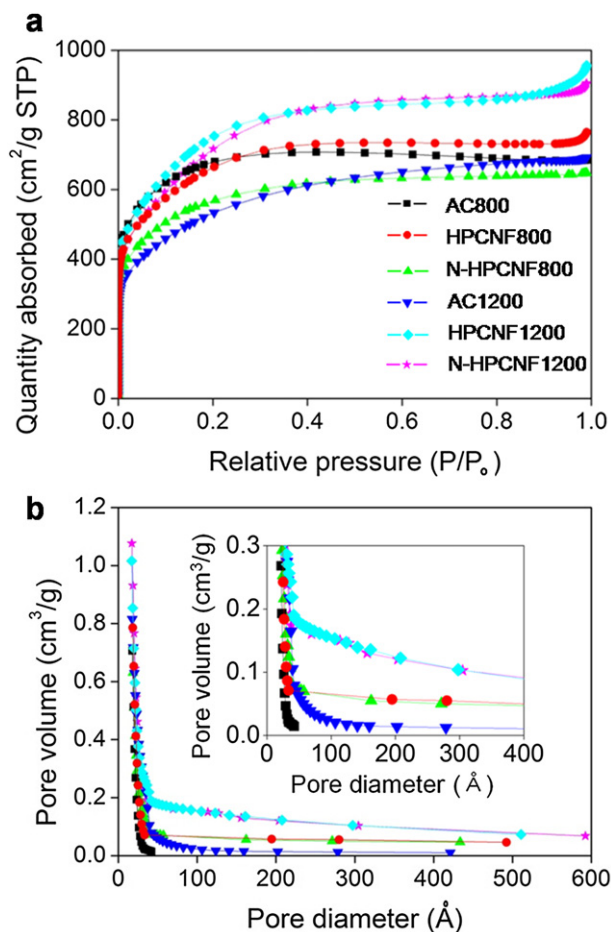 a
1000
800
600
400
200
0
Quantity absorbed (cm²/g STP)
AC800
HPCNF800
N-HPCNF800
AC1200
HPCNF1200
N-HPCNF1200
0.0 0.2 0.4 0.6 0.8 1.0
Relative pressure (P/Pₒ)
b
1.2
1.0
0.8
0.6
0.4
0.2
0.0
Pore volume (cm³/g)
0.3
0.2
0.1
0.0
Pore volume (cm³/g)
0 100 200 300 400
Pore diameter (Å)
0 100 200 300 400 500 600
Pore diameter (Å)